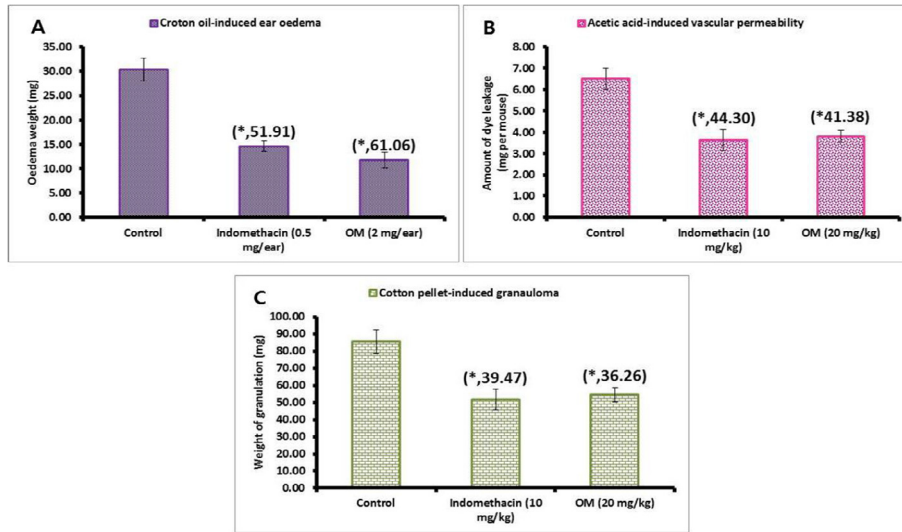 A
Croton oil-induced ear oedema
35.00
30.00
25.00
20.00
15.00
10.00
5.00
0.00
Oedema weight (mg)
(*,51.91)
(*,61.06)
Control
Indomethacin (0.5
mg/ear)
OM (2 mg/ear)
B
Acetic acid-induced vascular permeability
8.00
7.00
6.00
5.00
4.00
3.00
2.00
1.00
0.00
Amount of dye leakage
(mg per mouse)
(*,44.30)
(*41.38)
Control
Indomethacin (10
mg/kg)
OM (20 mg/kg)
C
Cotton pellet-induced granauloma
100.00
90.00
80.00
70.00
60.00
50.00
40.00
30.00
20.00
10.00
0.00
Weight of granulation (mg)
(*,39.47)
(*,36.26)
Control
Indomethacin (10
mg/kg)
OM (20 mg/kg)